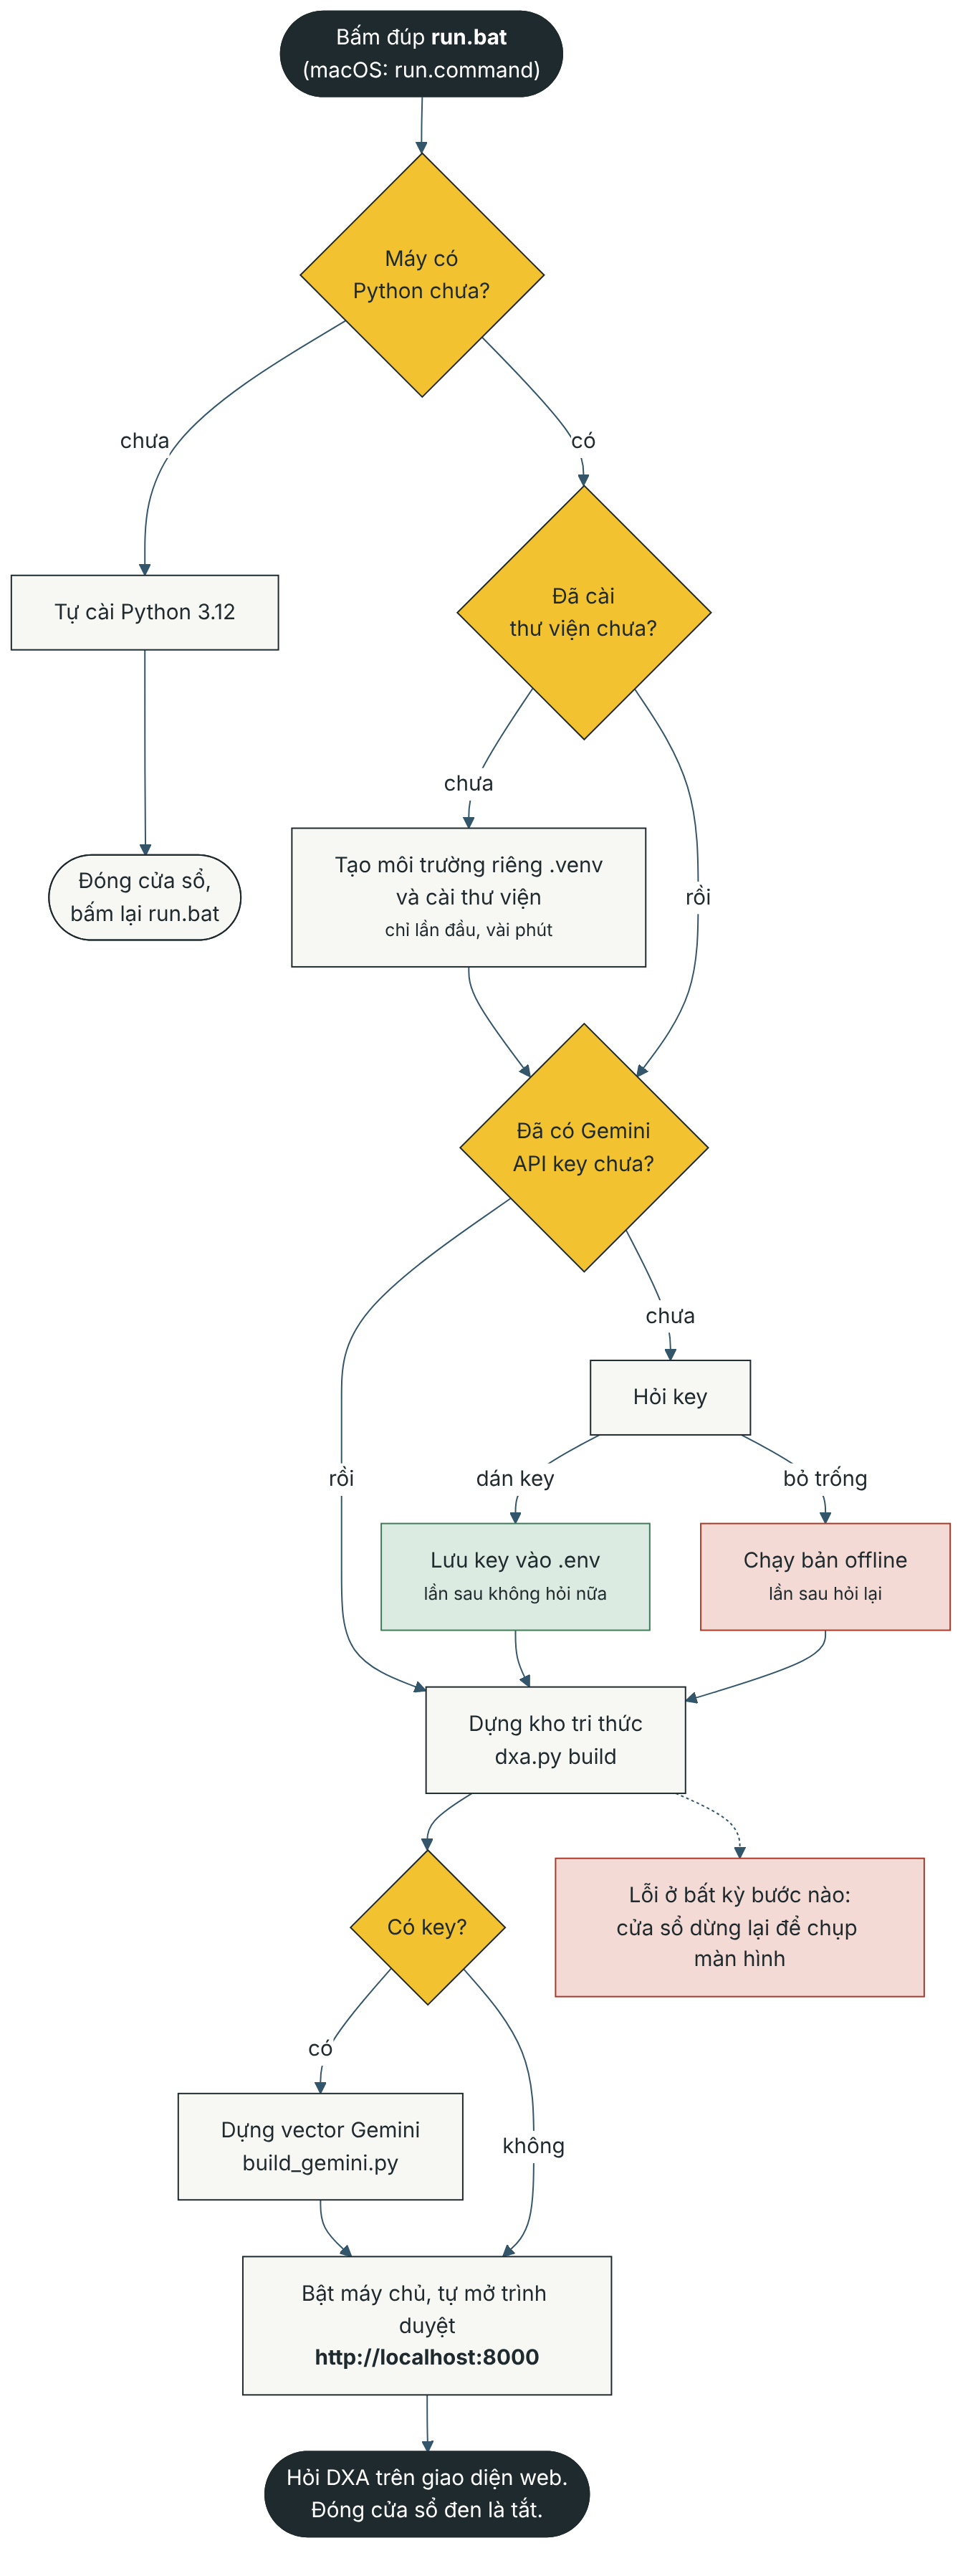 Bấm đúp run.bat
(macOS: run.command)
Máy có
Python chưa?
chưa
có
Tự cài Python 3.12
Đã cài
thư viện chưa?
chưa
Đóng cửa sổ,
bấm lại run.bat
Tạo môi trường riêng .venv
và cài thư viện
chỉ lần đầu, vài phút
rồi
Đã có Gemini
API key chưa?
chưa
Hỏi key
rồi
dán key
bỏ trống
Lưu key vào .env
lần sau không hỏi nữa
Chạy bản offline
lần sau hỏi lại
Dựng kho tri thức
dxa.py build
Lỗi ở bất kỳ bước nào:
cửa sổ dừng lại để chụp
màn hình
Có key?
có
không
Dựng vector Gemini
build_gemini.py
Bật máy chủ, tự mở trình
duyệt
http://localhost:8000
Hỏi DXA trên giao diện web.
Đóng cửa sổ đen là tắt.